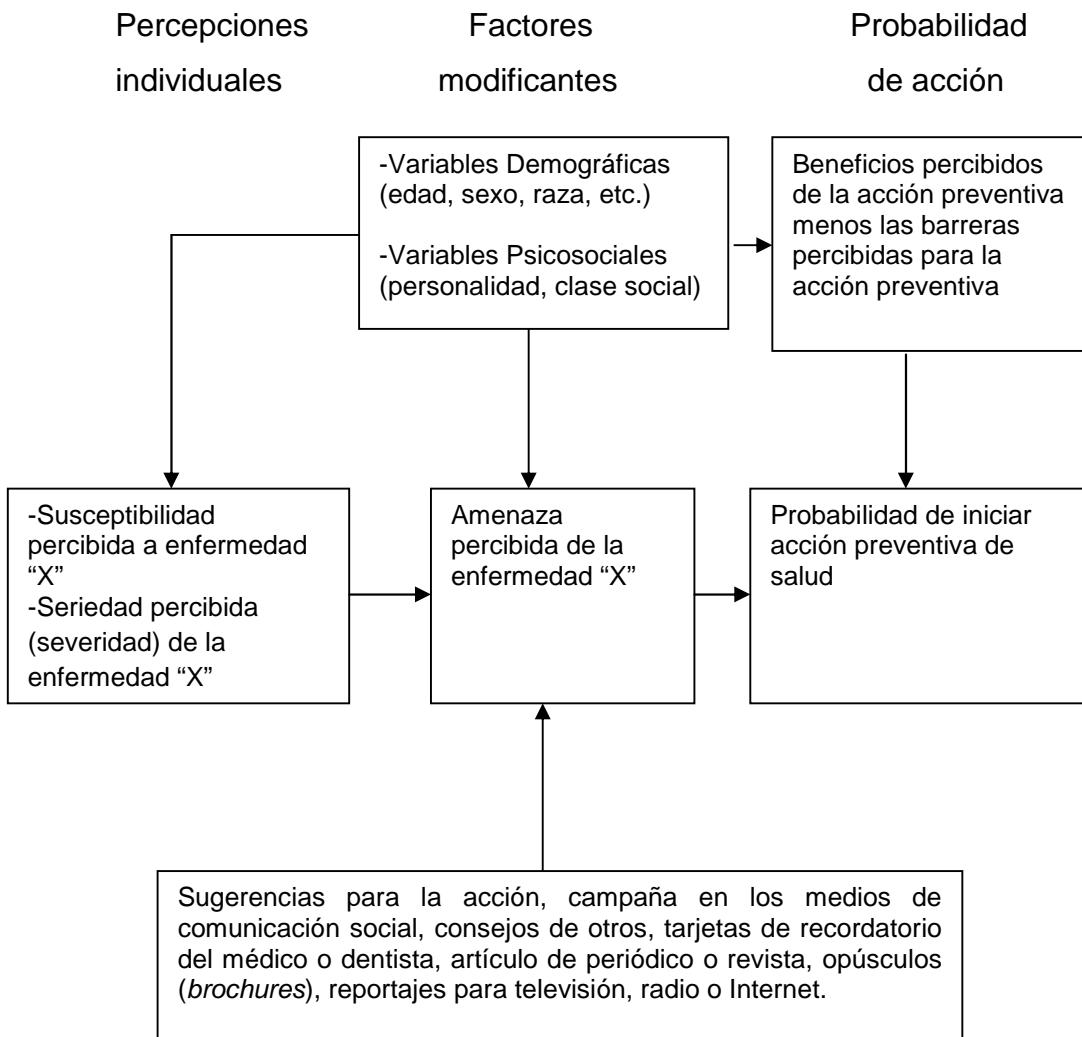 Percepciones
individuales
Factores
modificantes
Probabilidad
de acción
-Variables Demográficas
(edad, sexo, raza, etc.)
-Variables Psicosociales
(personalidad, clase social)
Beneficios percibidos
de la acción preventiva
menos las barreras
percibidas para la
acción preventiva
-Susceptibilidad
percibida a enfermedad
“X”
-Seriedad percibida
(severidad) de la
enfermedad “X”
Amenaza
percibida de la
enfermedad “X”
Probabilidad de iniciar
acción preventiva de
salud
Sugerencias para la acción, campaña en los medios de
comunicación social, consejos de otros, tarjetas de recordatorio
del médico o dentista, artículo de periódico o revista, opúsculos
(brochures), reportajes para televisión, radio o Internet.